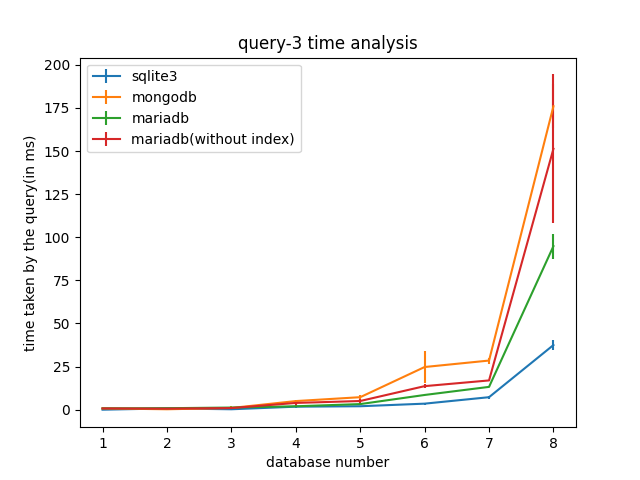 query-3 time analysis
sqlite3
mongodb
mariadb
mariadb(without index)
time taken by the query(in ms)
200
175
150
125
100
75
50
25
0
1 2 3 4 5 6 7 8
database number